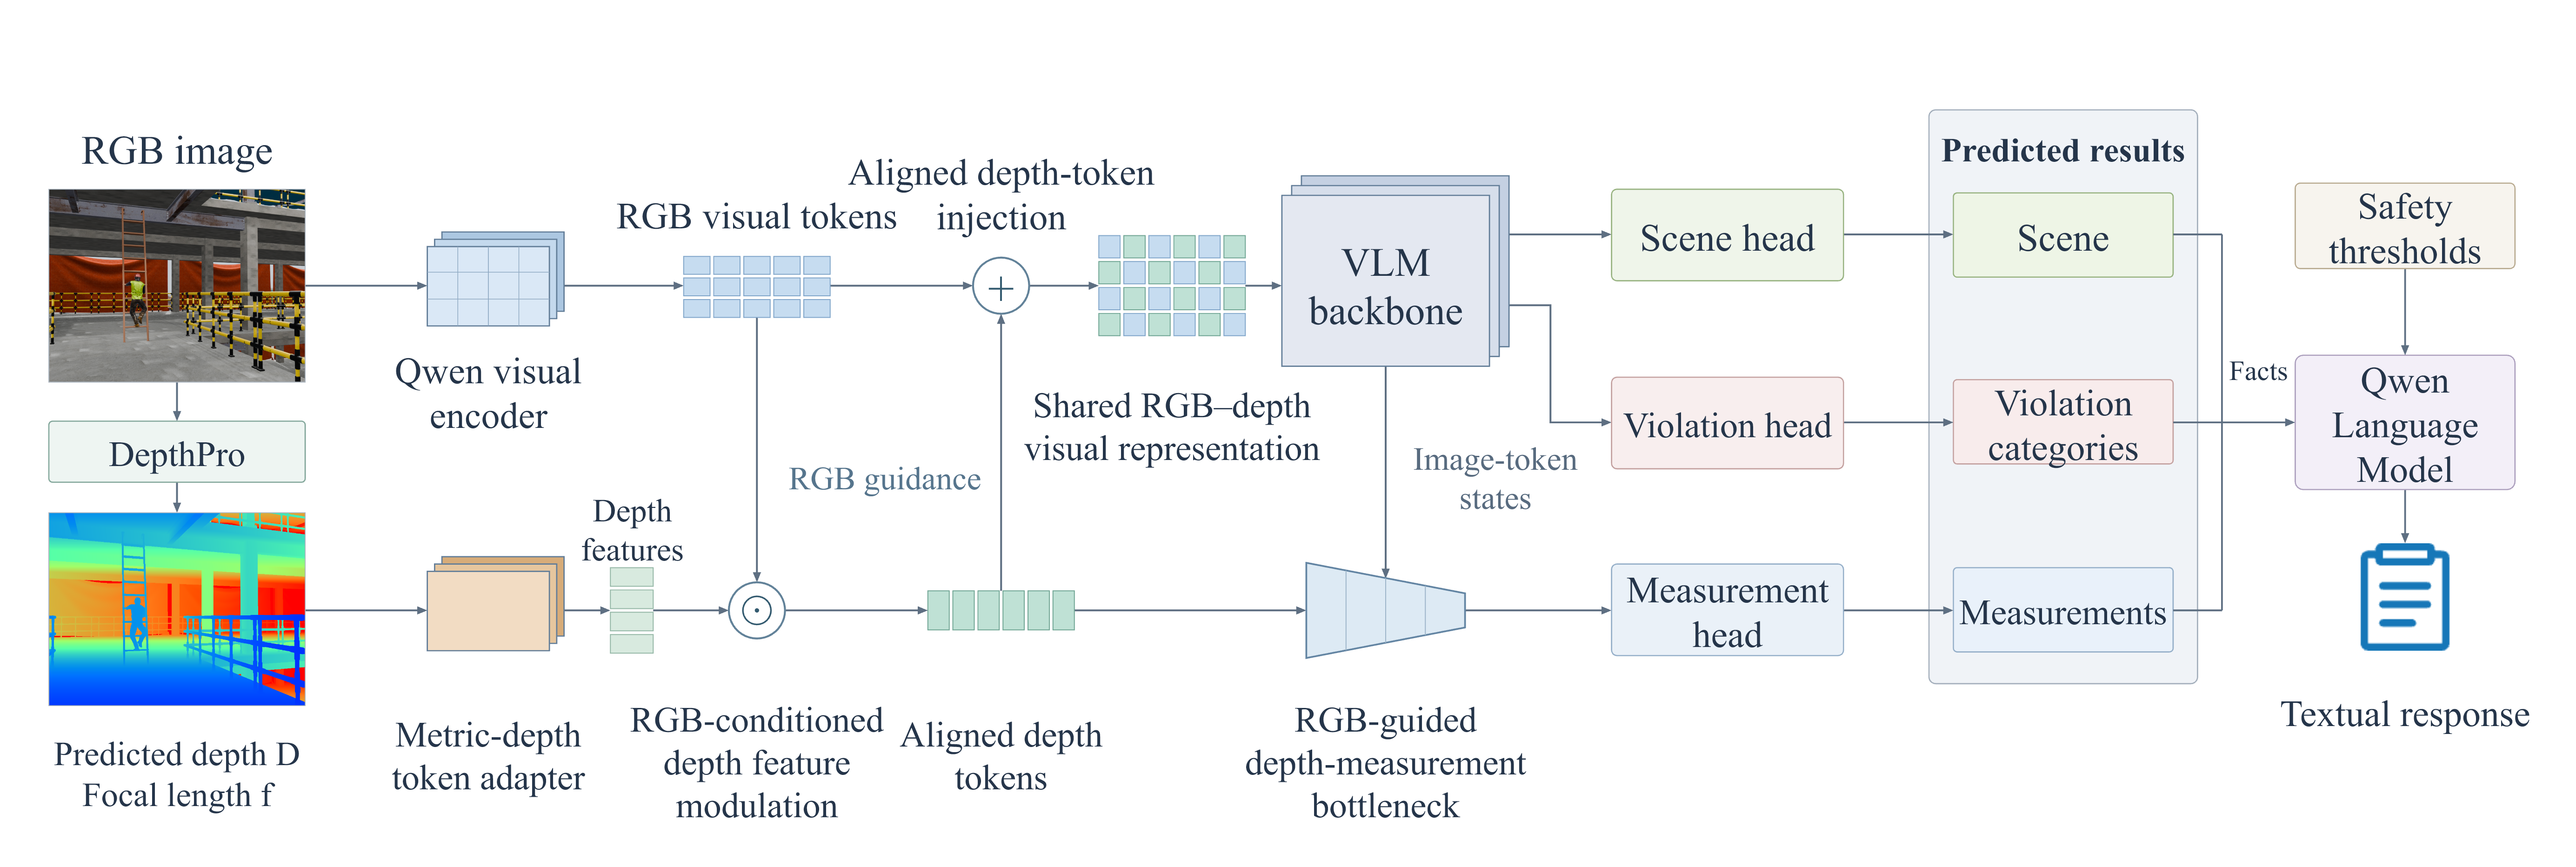 RGB image
DepthPro
Predicted depth D
Focal length f
Qwen visual
encoder
Metric-depth
token adapter
Depth
features
RGB visual tokens
RGB guidance
RGB-conditioned
depth feature
modulation
Aligned depth-token
injection
Aligned depth
tokens
Shared RGB–depth
visual representation
VLM
backbone
Image-token
states
RGB-guided
depth-measurement
bottleneck
Scene head
Violation head
Measurement
head
Predicted results
Scene
Violation
categories
Measurements
Facts
Safety
thresholds
Qwen
Language
Model
Textual response